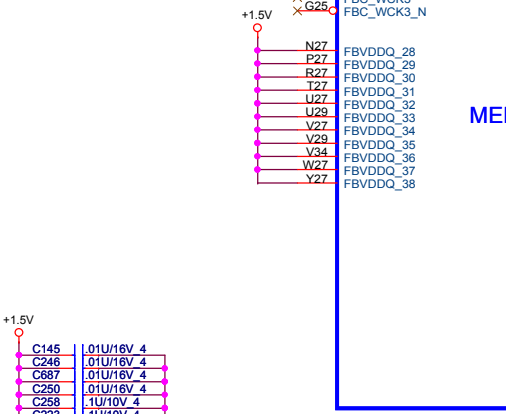 G25 FBC_WCK3_N
+1.5V
N27 FBVDDQ_28
P27 FBVDDQ_29
R27 FBVDDQ_30
T27 FBVDDQ_31
U27 FBVDDQ_32
U29 FBVDDQ_33
V27 FBVDDQ_34
V29 FBVDDQ_35
V34 FBVDDQ_36
W27 FBVDDQ_37
Y27 FBVDDQ_38
MEI
+1.5V
C145 .01U/16V_4
C246 .01U/16V_4
C687 .01U/16V_4
C250 .01U/16V_4
C258 .1U/10V_4